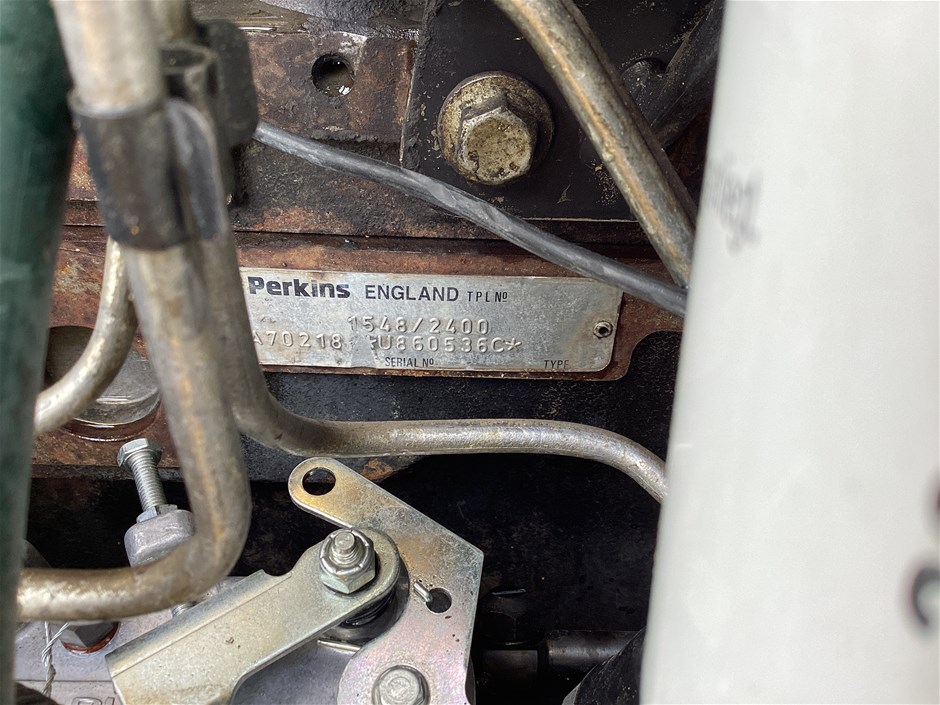 Perkins ENGLAND TPL Nº
1548/2400
A70218 *U860536C*
SERIAL Nº TYPE